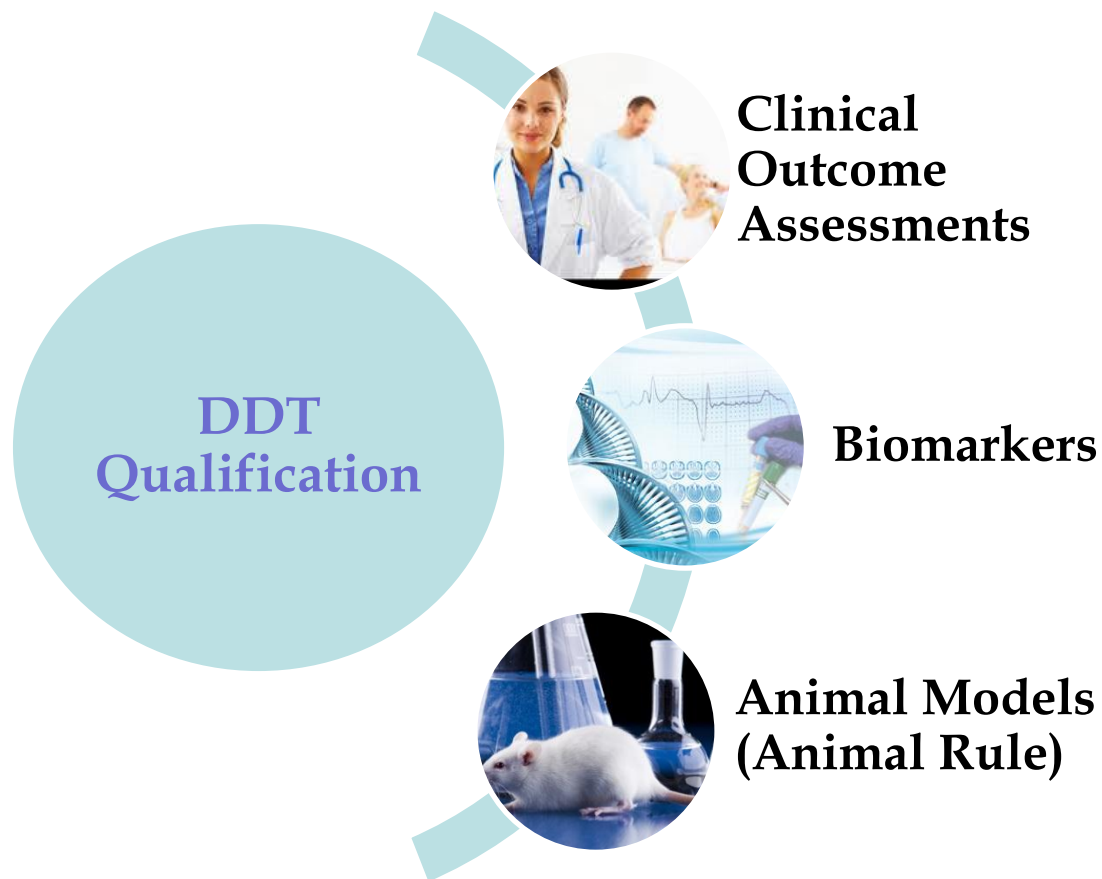 DDT
Qualification
Clinical
Outcome
Assessments
Biomarkers
Animal Models
(Animal Rule)